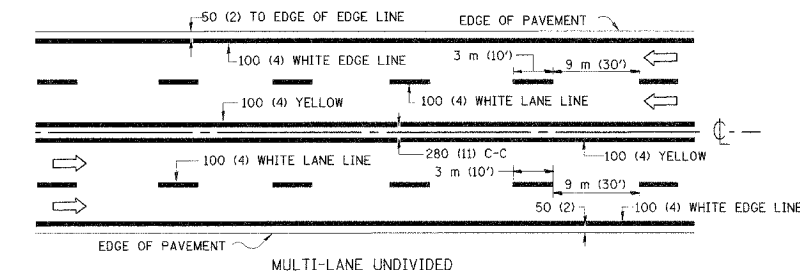 50 (2) TO EDGE OF EDGE LINE
EDGE OF PAVEMENT
100 (4) WHITE EDGE LINE
3 m (10')
9 m (30')
100 (4) YELLOW
100 (4) WHITE LANE LINE
℄
100 (4) WHITE LANE LINE
280 (11) C-C
100 (4) YELLOW
3 m (10')
9 m (30')
50 (2)
100 (4) WHITE EDGE LINE
EDGE OF PAVEMENT
MULTI-LANE UNDIVIDED